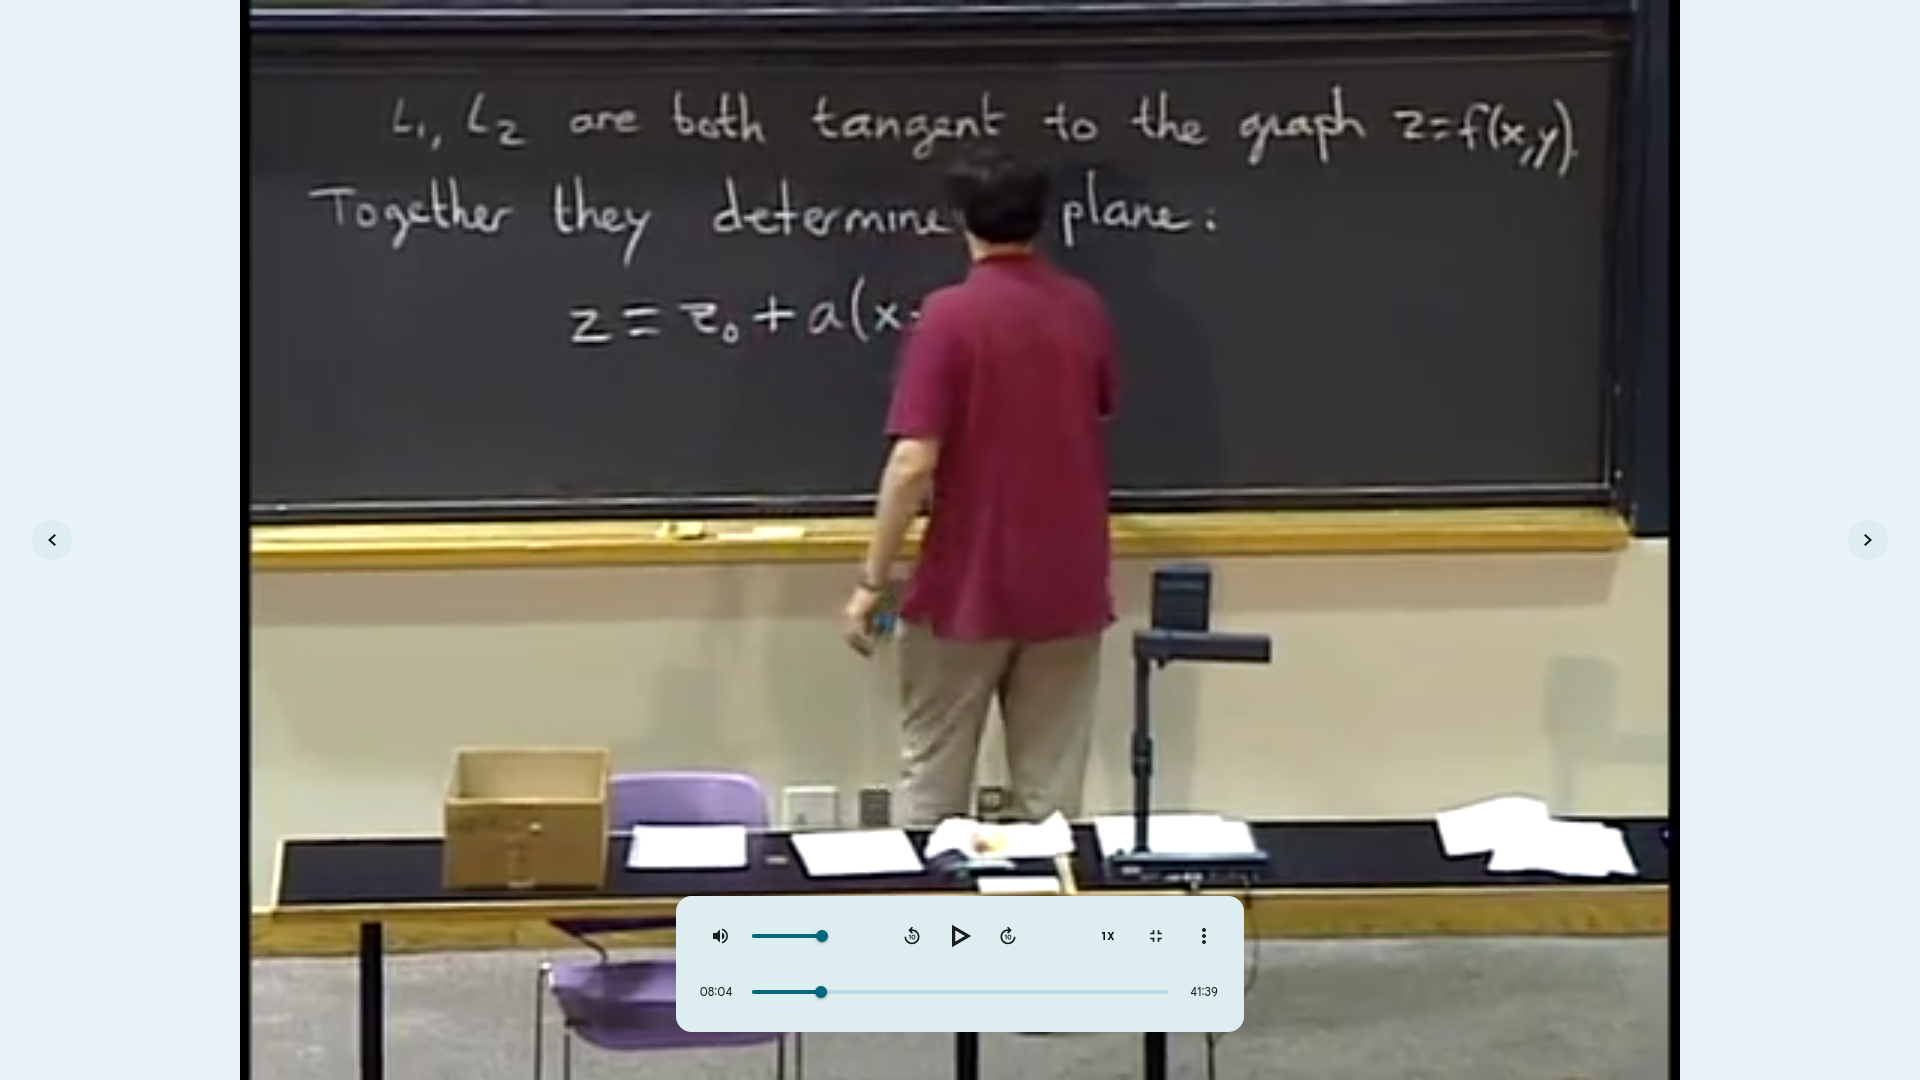 L₁, L₂ are both tangent to the graph z=f(x,y).
Together they determine plane:
z = z₀ + a(x-
1X
08:04
41:39